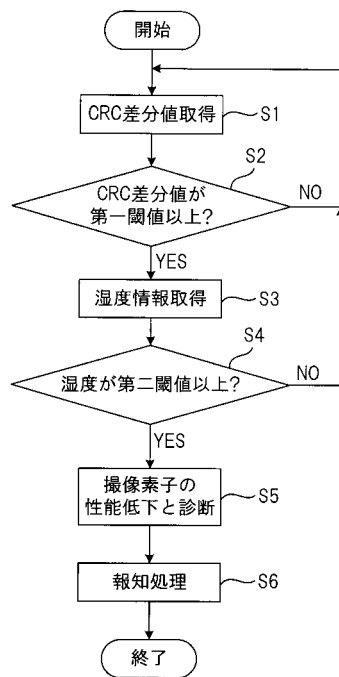 開始
CRC差分値取得
S1
S2
CRC差分値が
第一閾値以上?
NO
YES
湿度情報取得
S3
S4
湿度が第二閾値以上?
NO
YES
撮像素子の
性能低下と診断
S5
報知処理
S6
終了